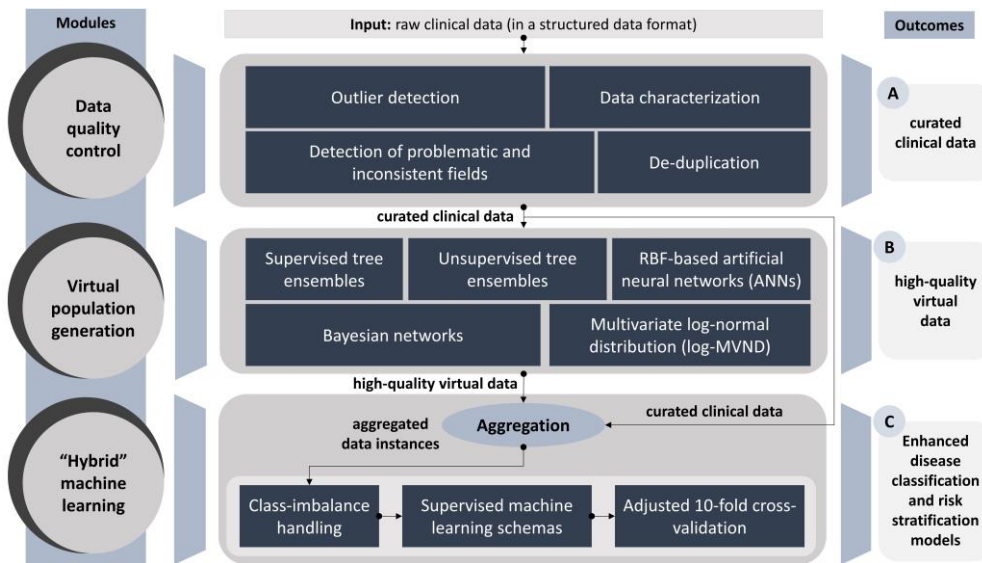 Modules
Input: raw clinical data (in a structured data format)
Outcomes
Data
quality
control
Outlier detection
Data characterization
Detection of problematic and
inconsistent fields
De-duplication
A
curated
clinical data
curated clinical data
Virtual
population
generation
Supervised tree
ensembles
Unsupervised tree
ensembles
RBF-based artificial
neural networks (ANNs)
Bayesian networks
Multivariate log-normal
distribution (log-MVND)
B
high-quality
virtual
data
high-quality virtual data
"Hybrid"
machine
learning
aggregated
data instances
Aggregation
curated clinical data
Class-imbalance
handling
Supervised machine
learning schemas
Adjusted 10-fold cross-
validation
C
Enhanced
disease
classification
and risk
stratification
models